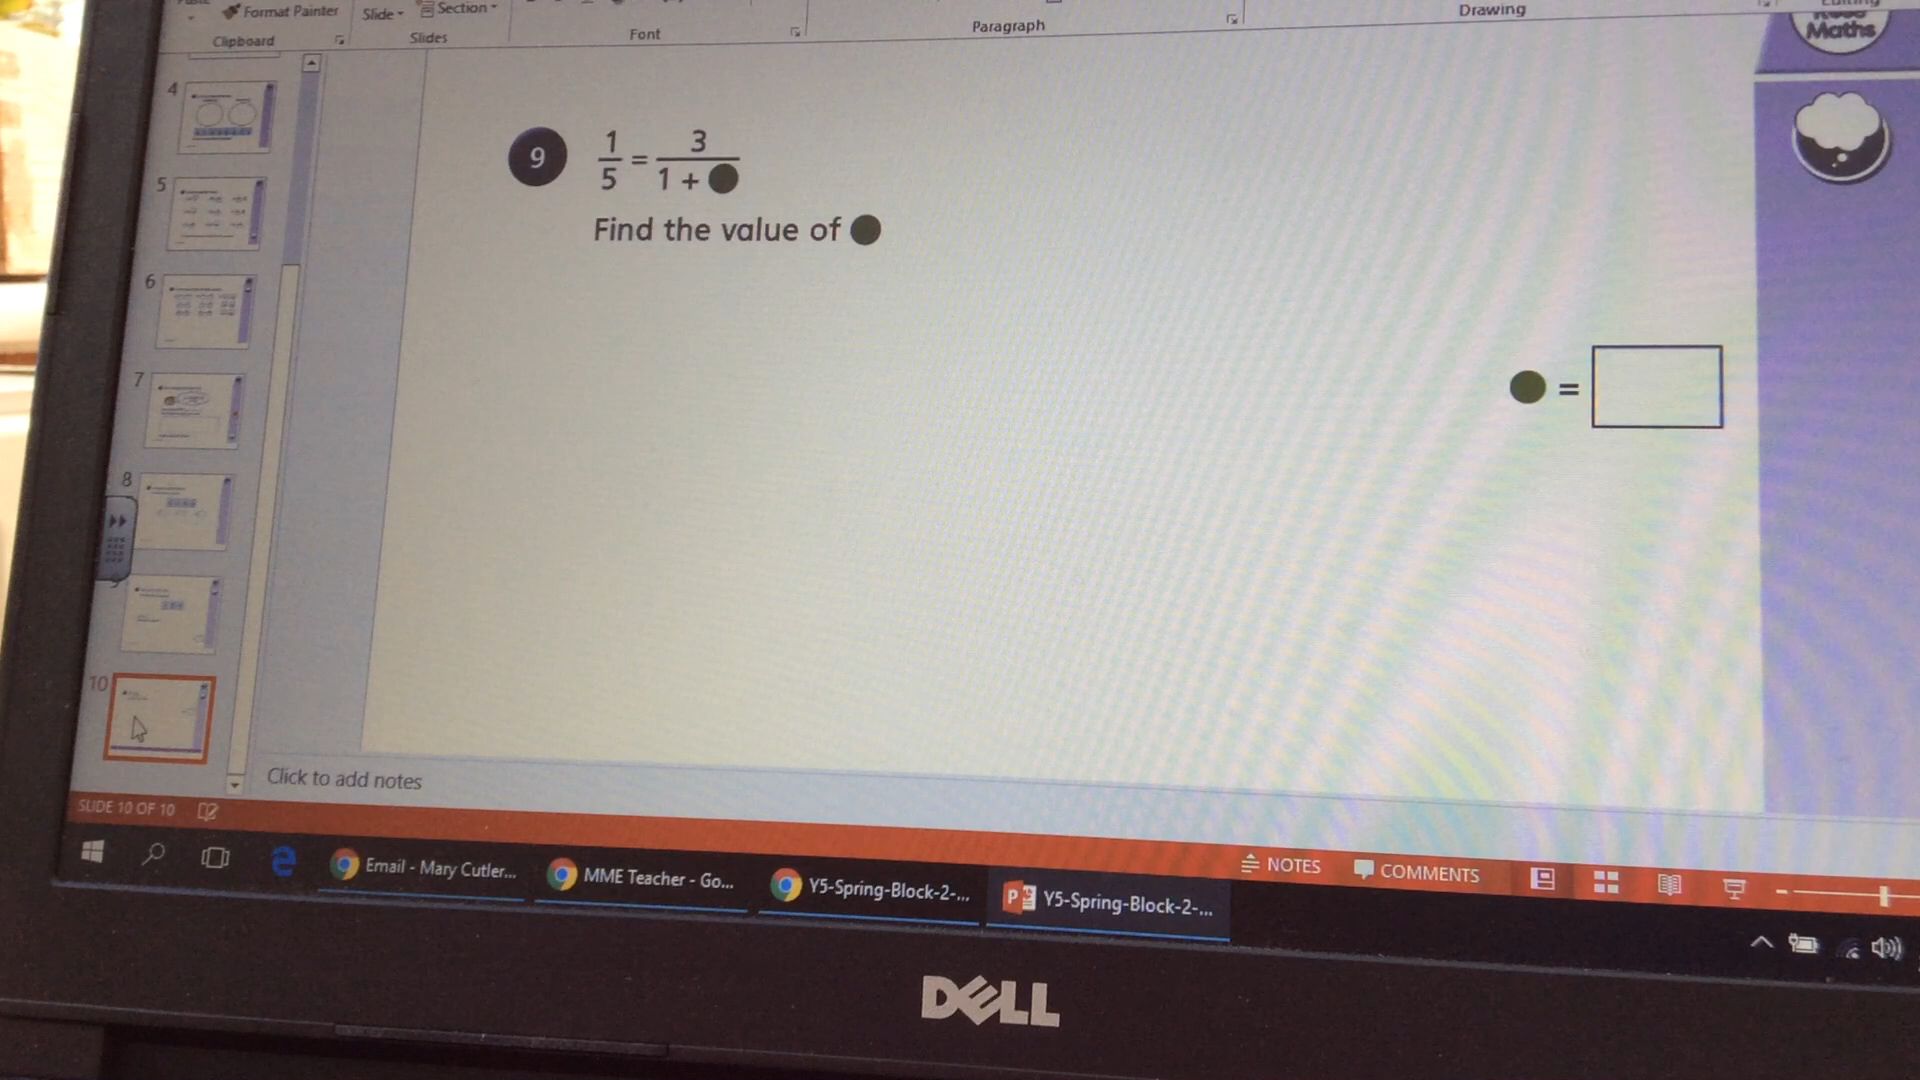 Format Painter
Slide
Section
Clipboard
Slides
Font
Paragraph
Drawing
Maths
4
5
6
7
8
9
10
9
1/5 = 3/(1 + ●)
Find the value of ●
● =
Click to add notes
SLIDE 10 OF 10
NOTES
COMMENTS
Email - Mary Cutler...
MME Teacher - Go...
Y5-Spring-Block-2-...
Y5-Spring-Block-2-...
DELL